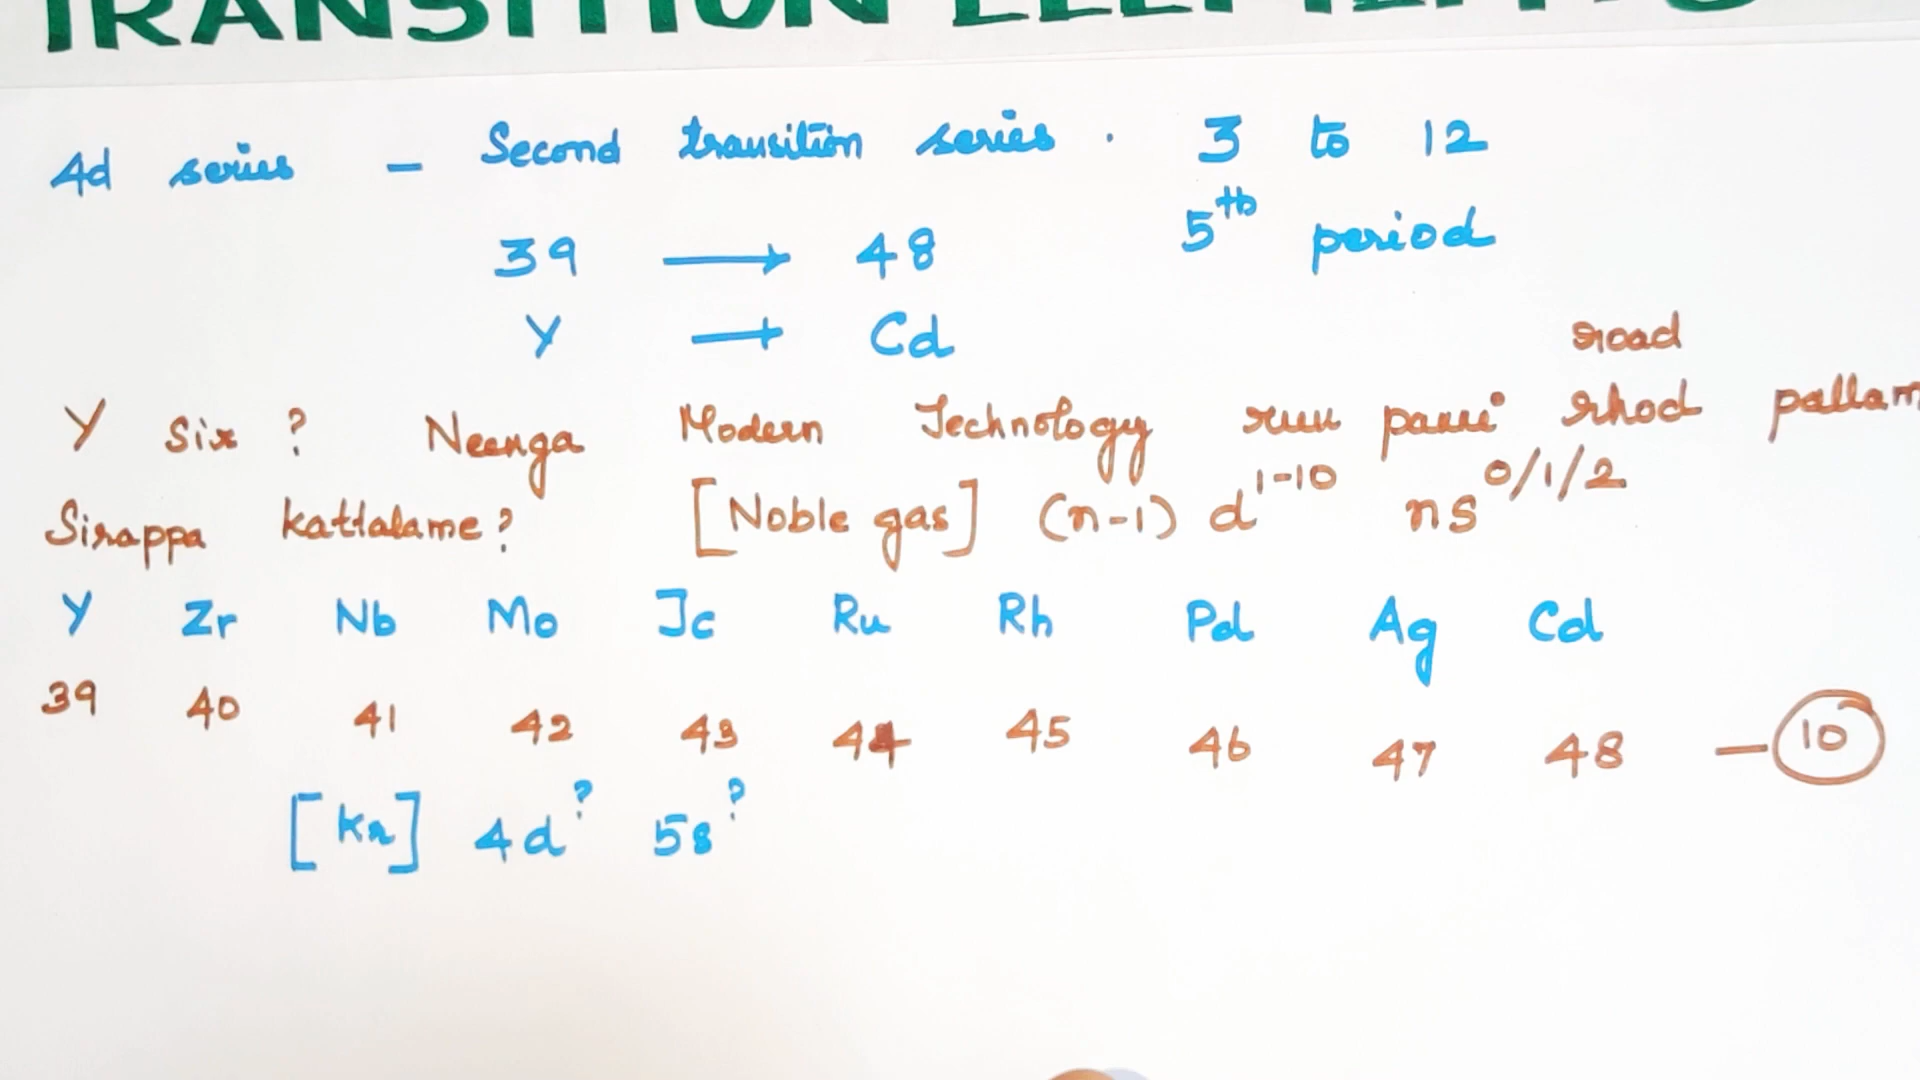 TRANSITION ELEMENTS
4d series - Second transition series . 3 to 12
39 → 48 5th period
Y → Cd
road
Y Six ? Neenga Modern Technology run panni rhod pallam
Sirappa kattalame? [Noble gas] (n-1) d1-10 ns0/1/2
Y Zr Nb Mo Tc Ru Rh Pd Ag Cd
39 40 41 42 43 44 45 46 47 48 - 10
[Kr] 4d? 5s?